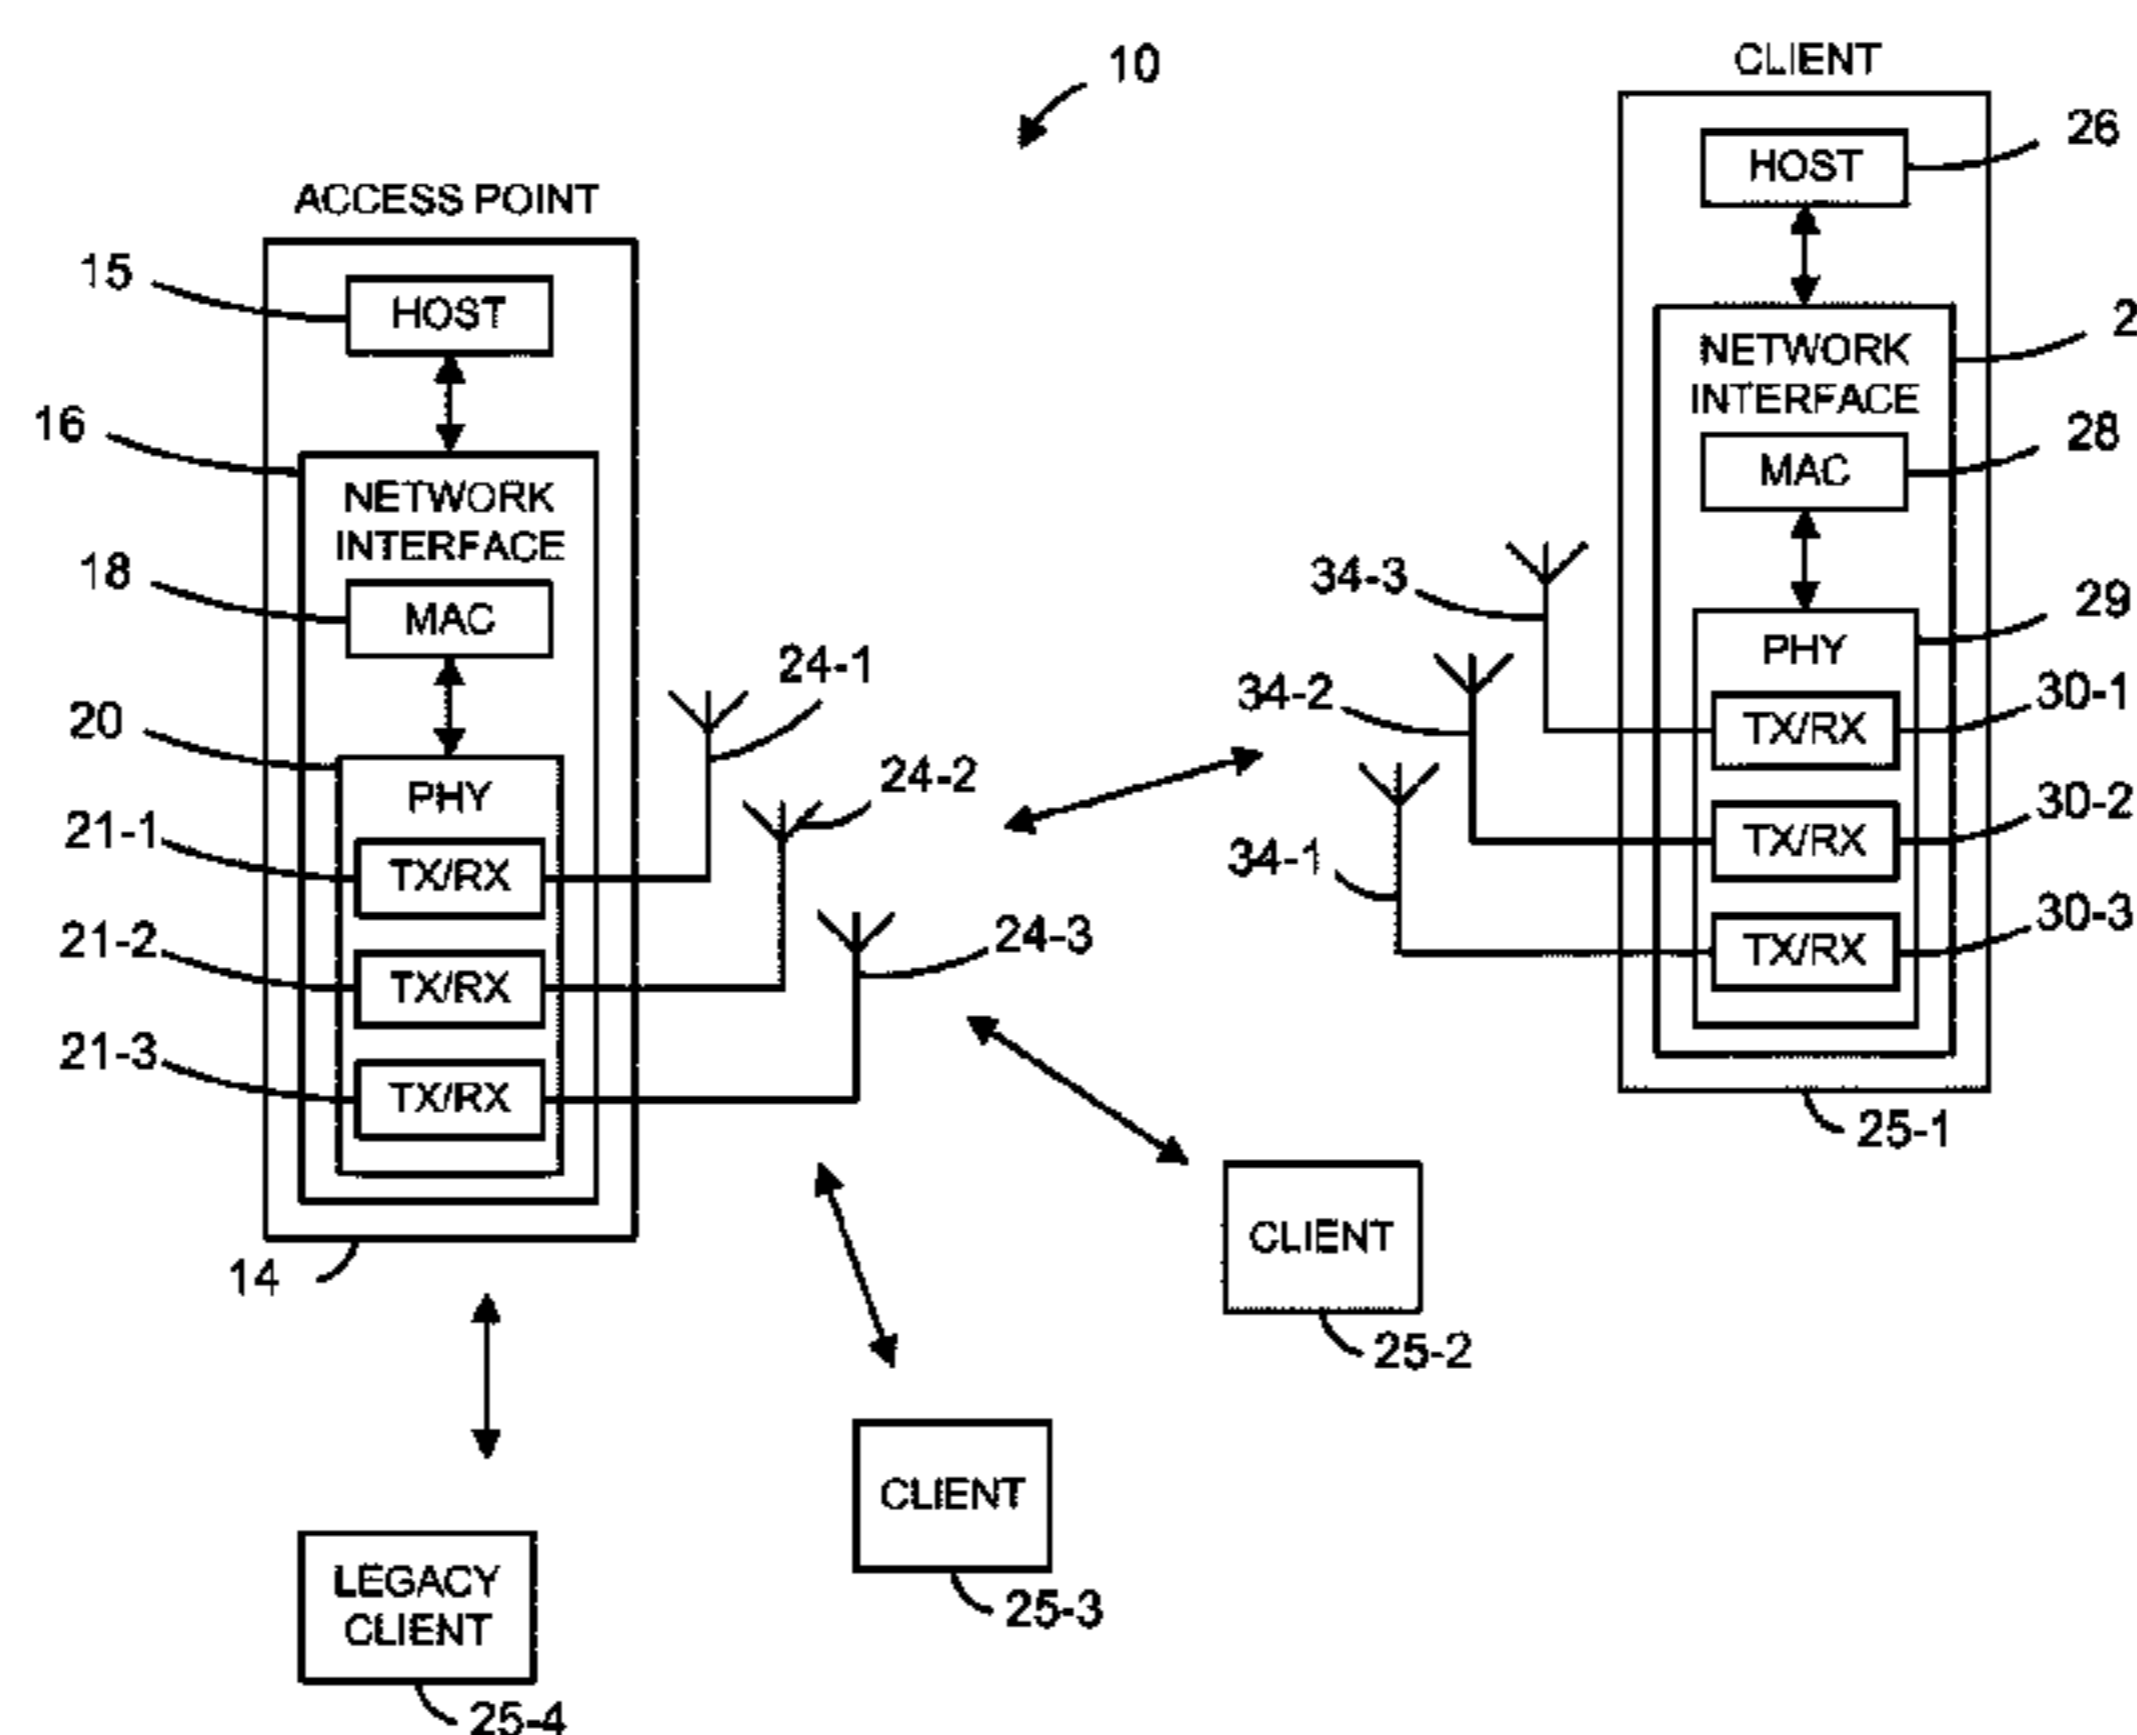 10
CLIENT
26
HOST
ACCESS POINT
15
HOST
2
NETWORK
INTERFACE
16
28
MAC
NETWORK
INTERFACE
18
MAC
34-3
29
PHY
24-1
34-2
30-1
TX/RX
20
PHY
24-2
30-2
TX/RX
21-1
TX/RX
34-1
30-3
TX/RX
21-2
TX/RX
24-3
21-3
TX/RX
25-1
CLIENT
14
25-2
CLIENT
25-3
LEGACY
CLIENT
25-4